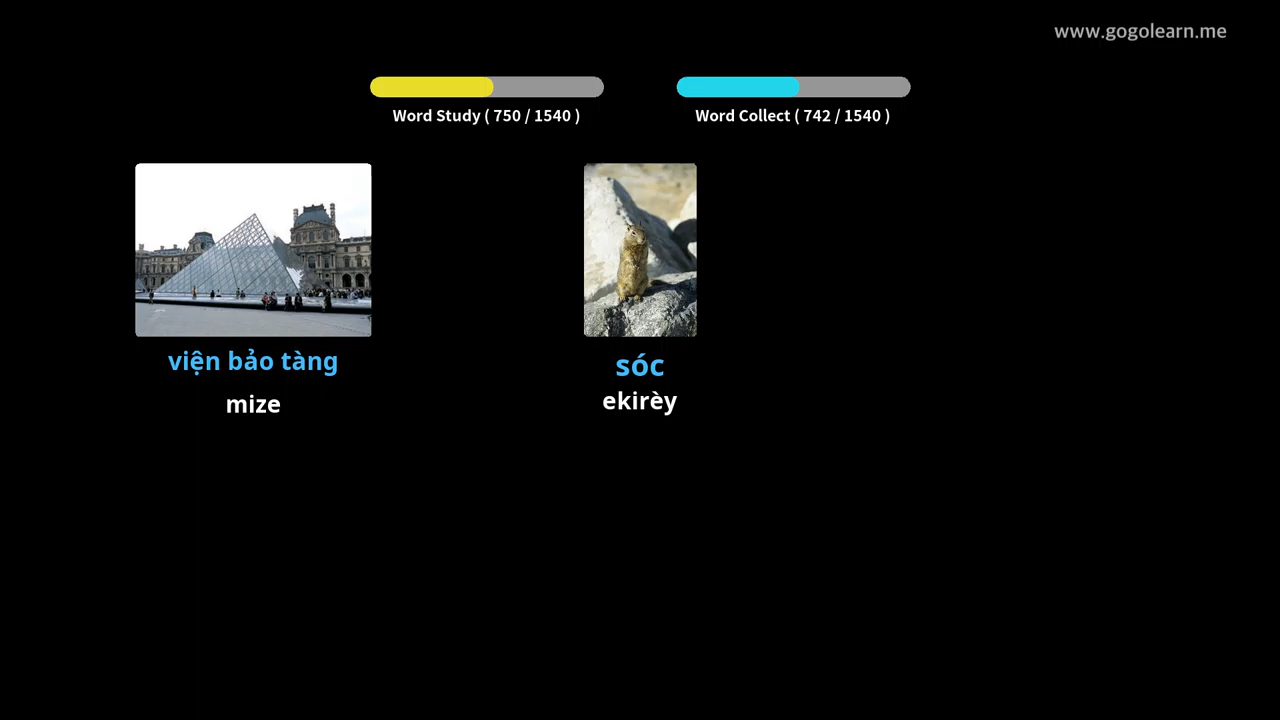 www.gogolearn.me
Word Study ( 750 / 1540 )
Word Collect ( 742 / 1540 )
viện bảo tàng
mize
sóc
ekirèy